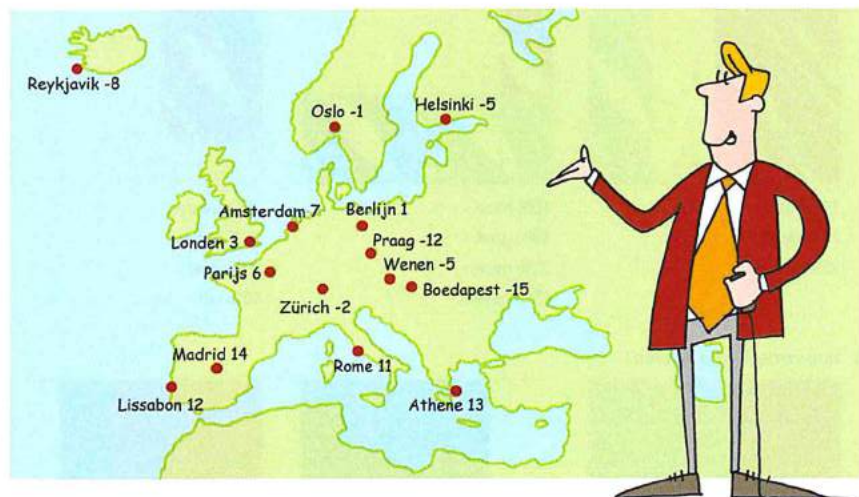 Reykjavik -8
Oslo -1
Helsinki -5
Amsterdam 7
Berlijn 1
Londen 3
Praag -12
Wenen -5
Parijs 6
Boedapest -15
Zürich -2
Madrid 14
Rome 11
Lissabon 12
Athene 13